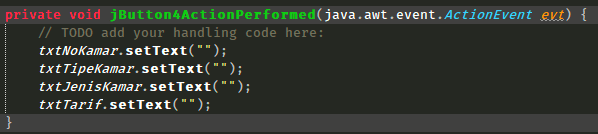 private void jButton4ActionPerformed(java.awt.event.ActionEvent evt) {
// TODO add your handling code here:
txtNoKamar.setText("");
txtTipeKamar.setText("");
txtJenisKamar.setText("");
txtTarif.setText("");
}